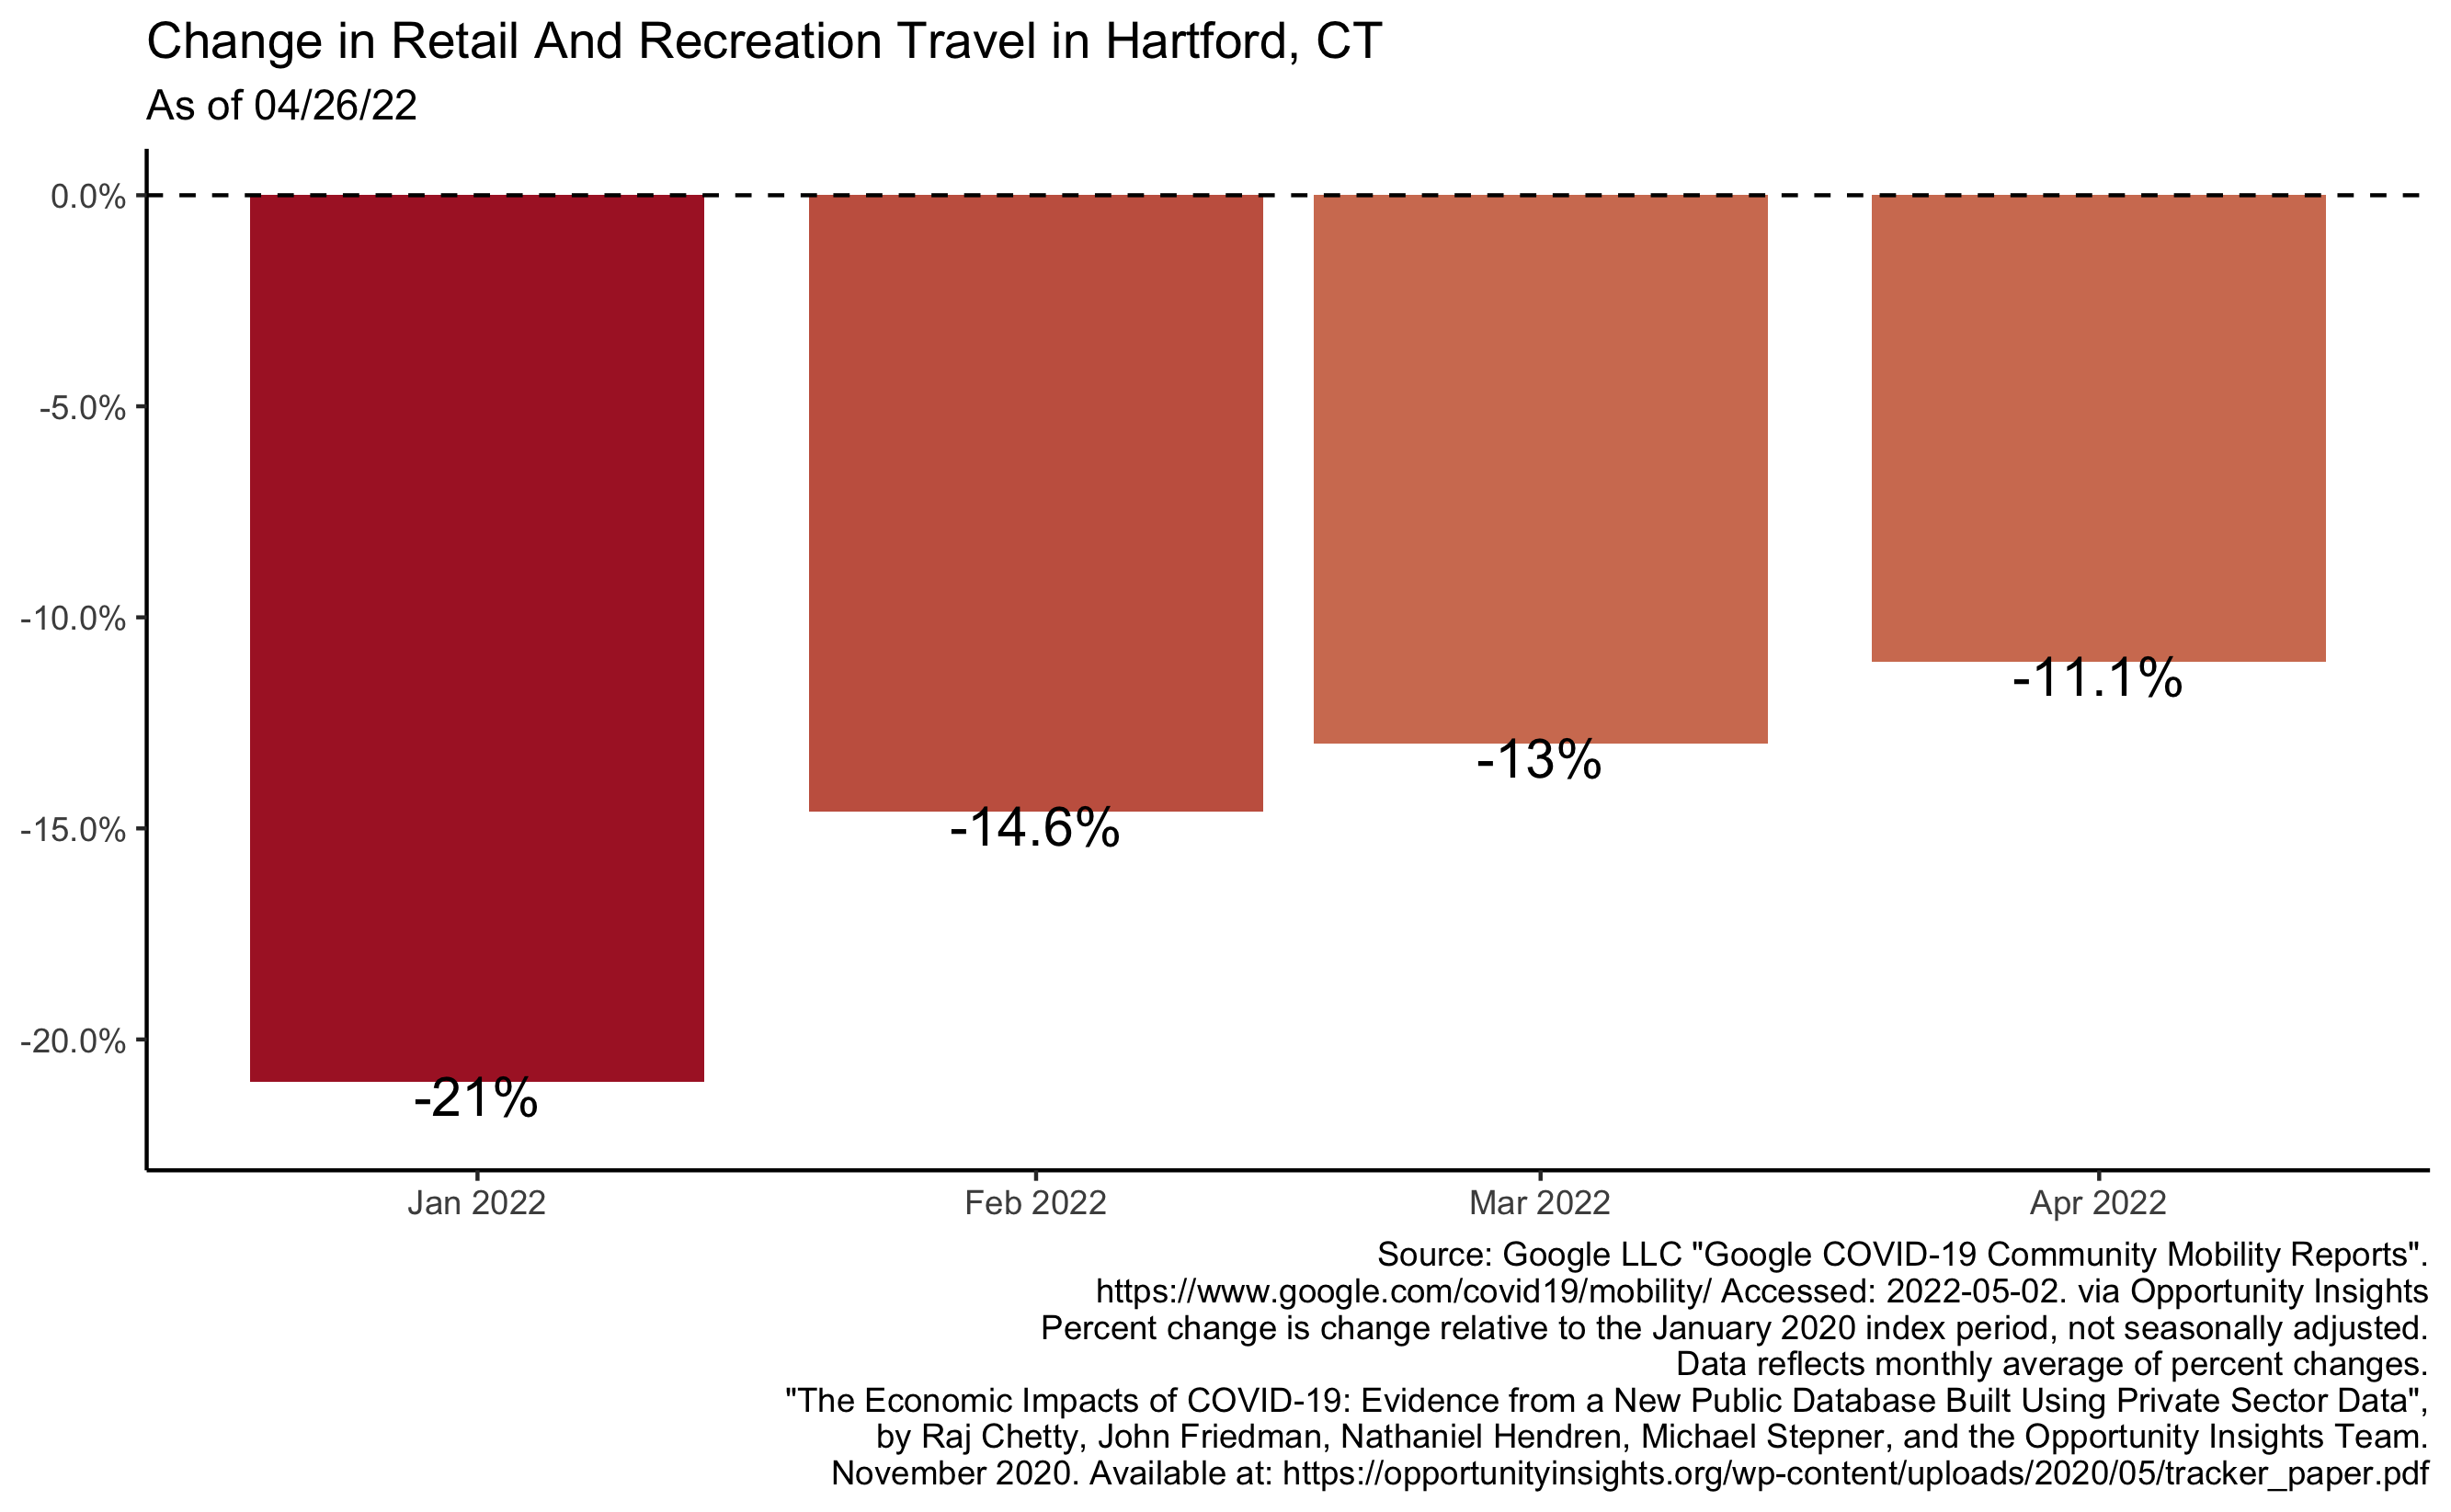 Change in Retail And Recreation Travel in Hartford, CT
As of 04/26/22
0.0%
-5.0%
-10.0%
-15.0%
-20.0%
-21%
-14.6%
-13%
-11.1%
Jan 2022
Feb 2022
Mar 2022
Apr 2022
Source: Google LLC "Google COVID-19 Community Mobility Reports".
https://www.google.com/covid19/mobility/ Accessed: 2022-05-02. via Opportunity Insights
Percent change is change relative to the January 2020 index period, not seasonally adjusted.
Data reflects monthly average of percent changes.
"The Economic Impacts of COVID-19: Evidence from a New Public Database Built Using Private Sector Data",
by Raj Chetty, John Friedman, Nathaniel Hendren, Michael Stepner, and the Opportunity Insights Team.
November 2020. Available at: https://opportunityinsights.org/wp-content/uploads/2020/05/tracker_paper.pdf